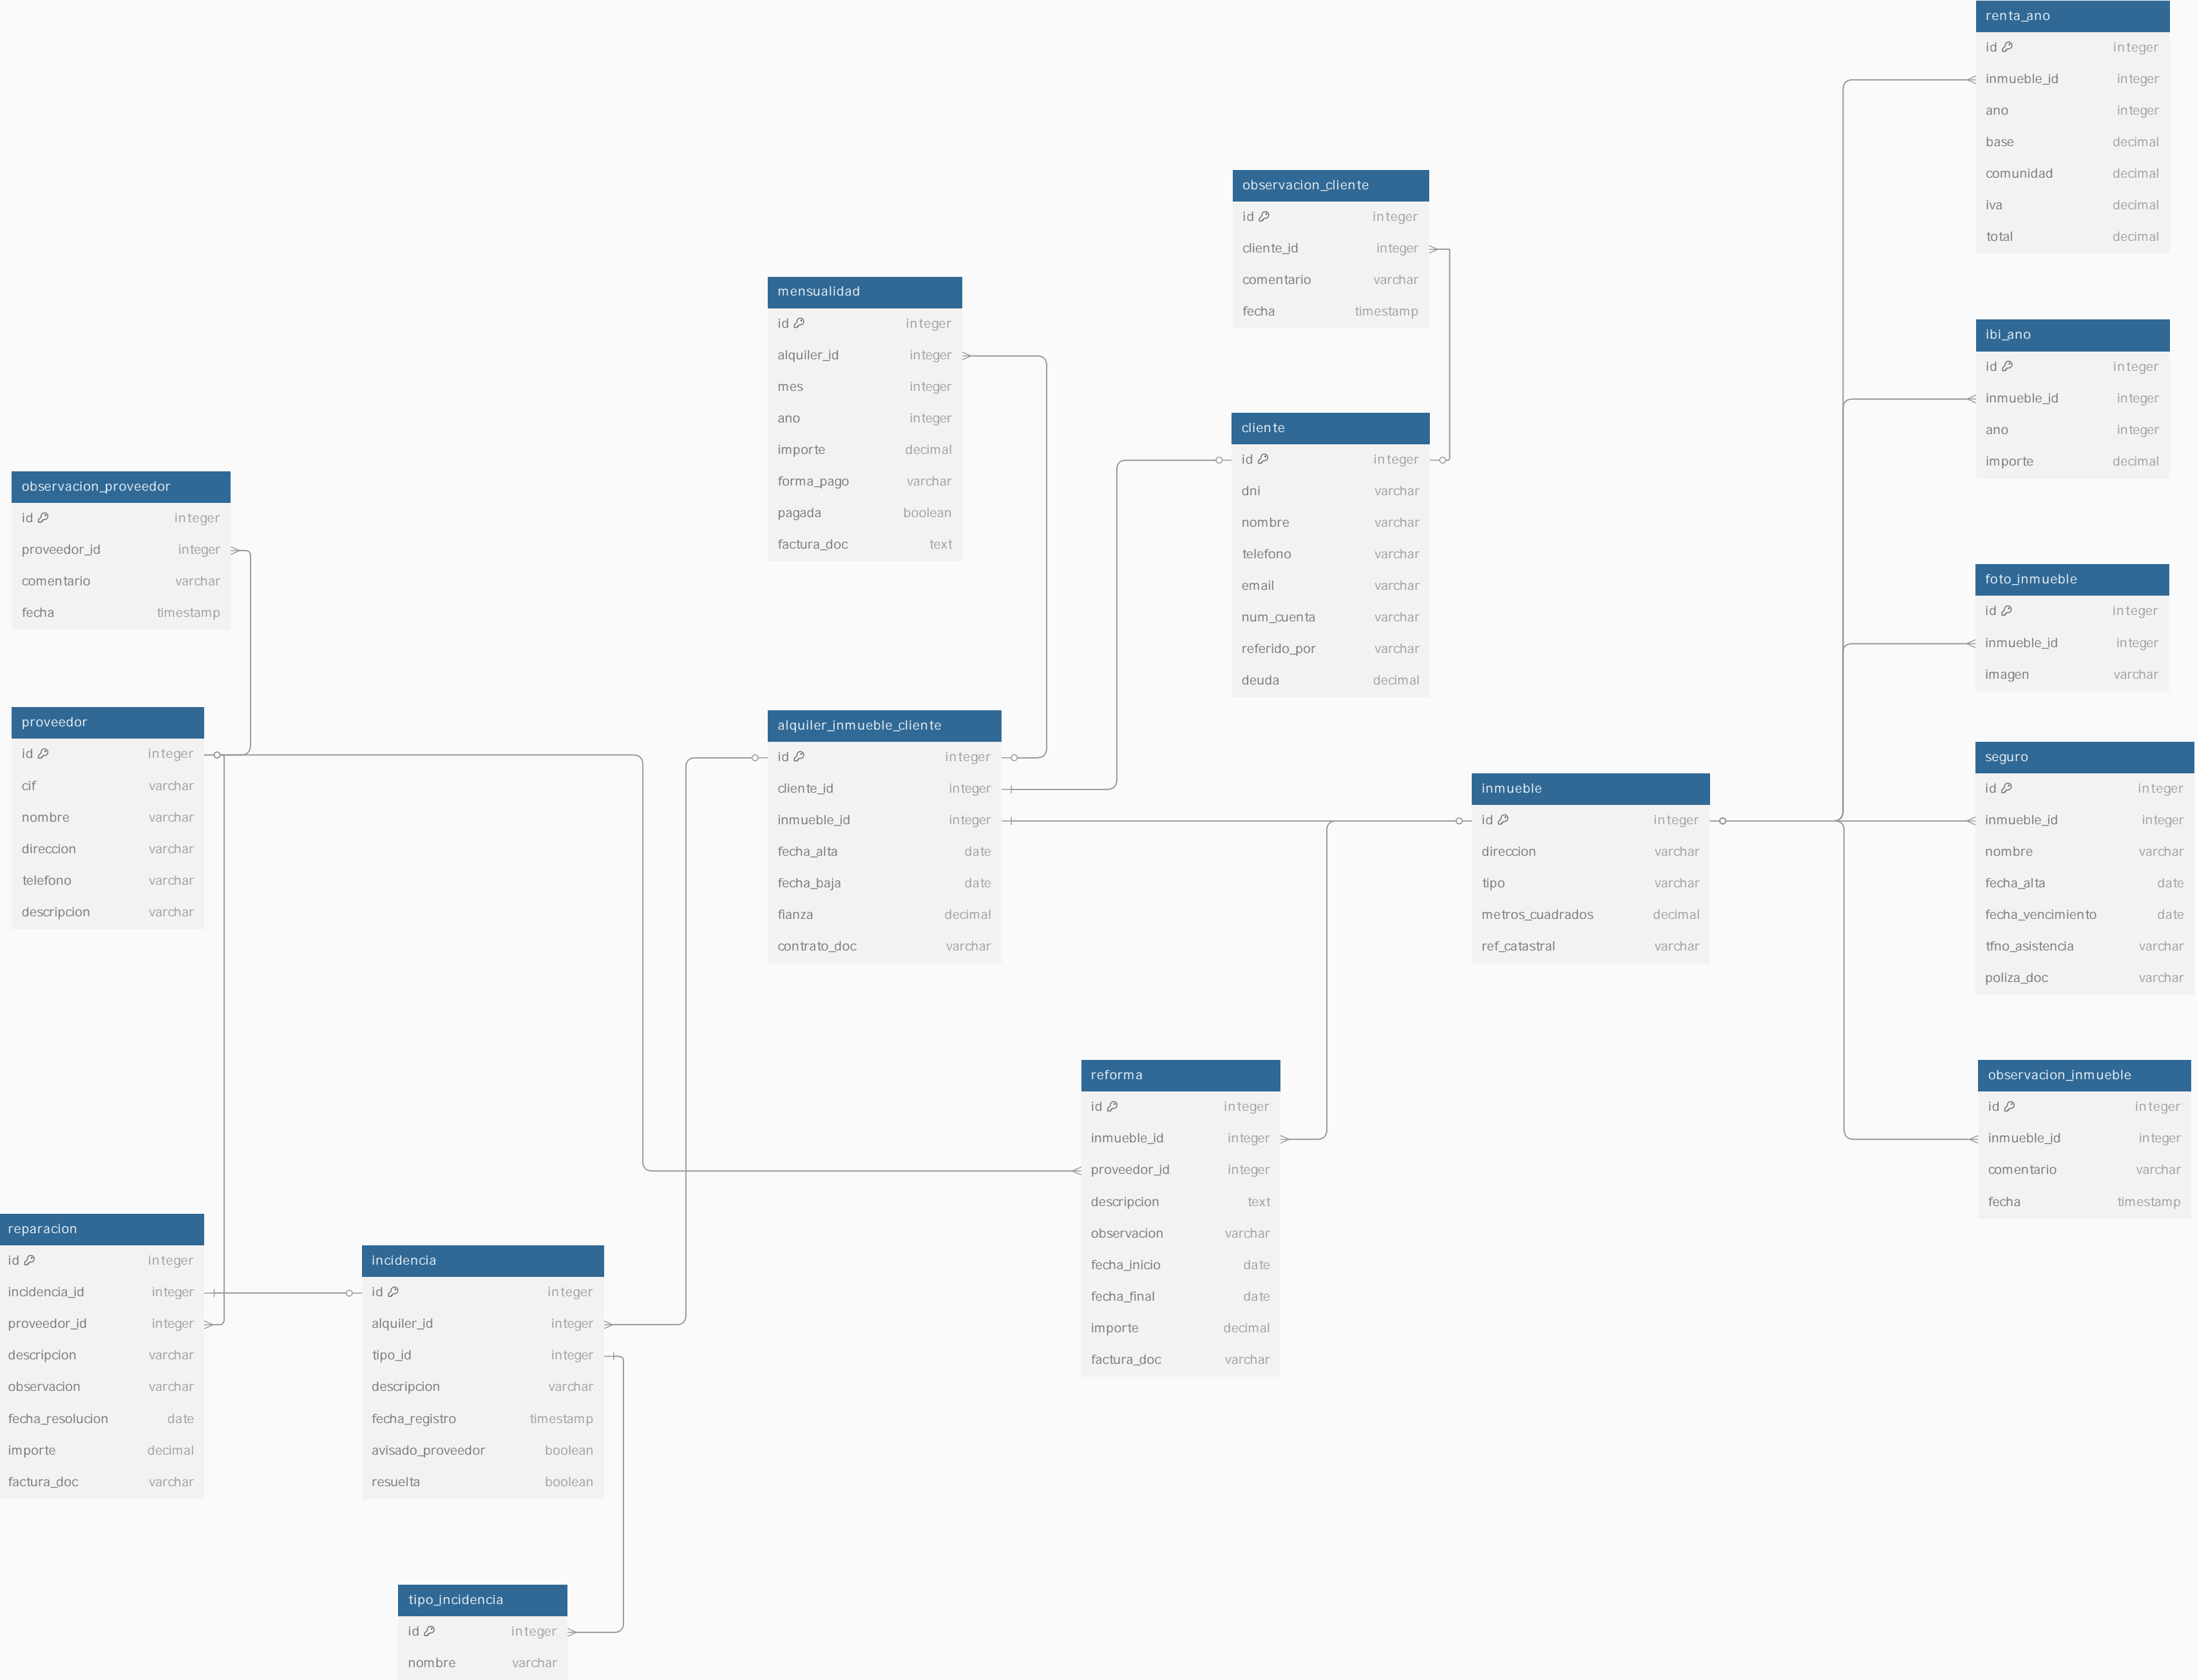 renta_ano
id integer
inmueble_id integer
ano integer
base decimal
comunidad decimal
iva decimal
total decimal
observacion_cliente
id integer
cliente_id integer
comentario varchar
fecha timestamp
mensualidad
id integer
alquiler_id integer
mes integer
ano integer
importe decimal
forma_pago varchar
pagada boolean
factura_doc text
ibi_ano
id integer
inmueble_id integer
ano integer
importe decimal
cliente
id integer
dni varchar
nombre varchar
telefono varchar
email varchar
num_cuenta varchar
referido_por varchar
deuda decimal
observacion_proveedor
id integer
proveedor_id integer
comentario varchar
fecha timestamp
foto_inmueble
id integer
inmueble_id integer
imagen varchar
proveedor
id integer
cif varchar
nombre varchar
direccion varchar
telefono varchar
descripcion varchar
alquiler_inmueble_cliente
id integer
cliente_id integer
inmueble_id integer
fecha_alta date
fecha_baja date
fianza decimal
contrato_doc varchar
inmueble
id integer
direccion varchar
tipo varchar
metros_cuadrados decimal
ref_catastral varchar
seguro
id integer
inmueble_id integer
nombre varchar
fecha_alta date
fecha_vencimiento date
tfno_asistencia varchar
poliza_doc varchar
reforma
id integer
inmueble_id integer
proveedor_id integer
descripcion text
observacion varchar
fecha_inicio date
fecha_final date
importe decimal
factura_doc varchar
observacion_inmueble
id integer
inmueble_id integer
comentario varchar
fecha timestamp
reparacion
id integer
incidencia_id integer
proveedor_id integer
descripcion varchar
observacion varchar
fecha_resolucion date
importe decimal
factura_doc varchar
incidencia
id integer
alquiler_id integer
tipo_id integer
descripcion varchar
fecha_registro timestamp
avisado_proveedor boolean
resuelta boolean
tipo_incidencia
id integer
nombre varchar